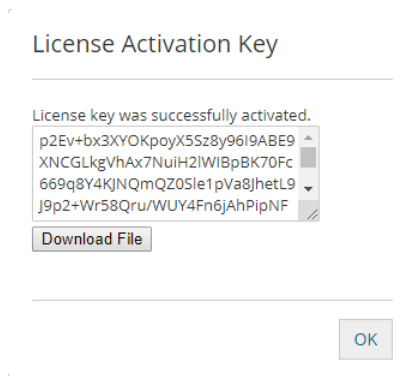 License Activation Key
License key was successfully activated.
p2Ev+bx3XYOKpoyX5Sz8y96I9ABE9
XNCGLkgVhAx7NuiH2lWIBpBK70Fc
669q8Y4KJNQmQZ0Sle1pVa8JhetL9
J9p2+Wr58Qru/WUY4Fn6jAhPipNF
Download File
OK